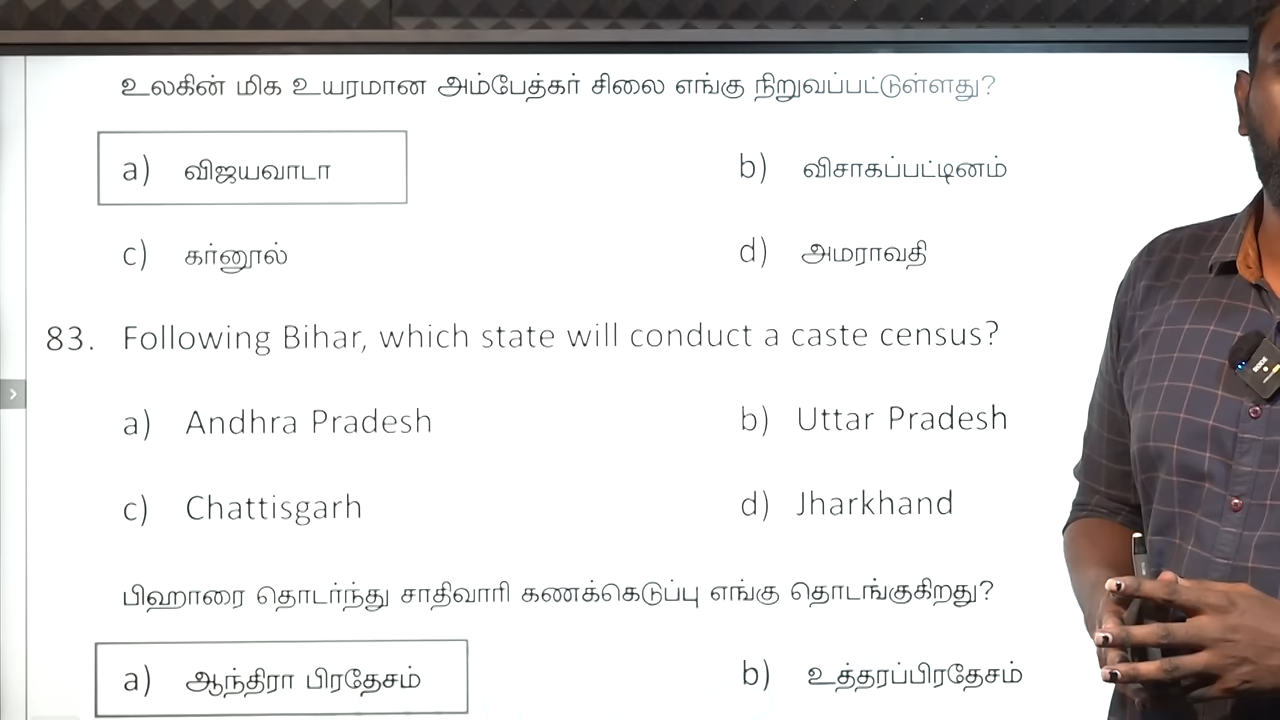 உலகின் மிக உயரமான அம்பேத்கர் சிலை எங்கு நிறுவப்பட்டுள்ளது?
a) விஜயவாடா b) விசாகப்பட்டினம்
c) கர்னூல் d) அமராவதி
83. Following Bihar, which state will conduct a caste census?
a) Andhra Pradesh b) Uttar Pradesh
c) Chattisgarh d) Jharkhand
பிஹாரை தொடர்ந்து சாதிவாரி கணக்கெடுப்பு எங்கு தொடங்குகிறது?
a) ஆந்திரா பிரதேசம் b) உத்தரப்பிரதேசம்